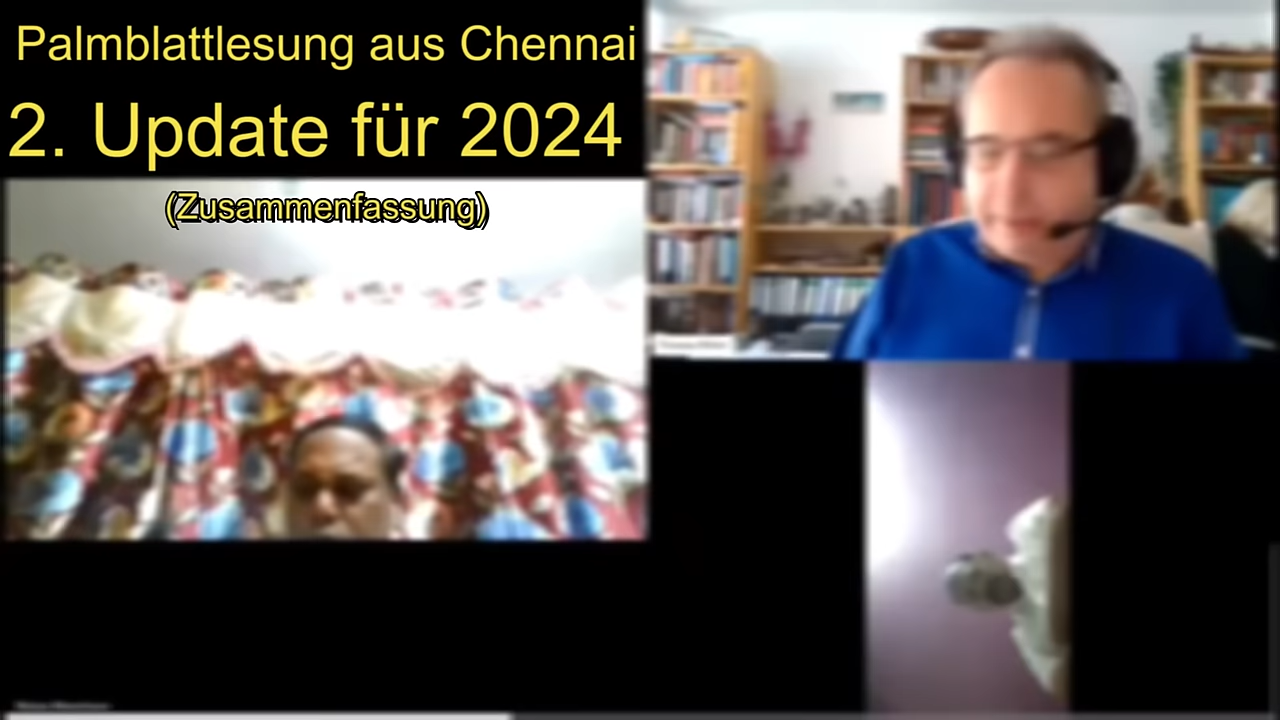 Palmblattlesung aus Chennai
2. Update für 2024
(Zusammenfassung)